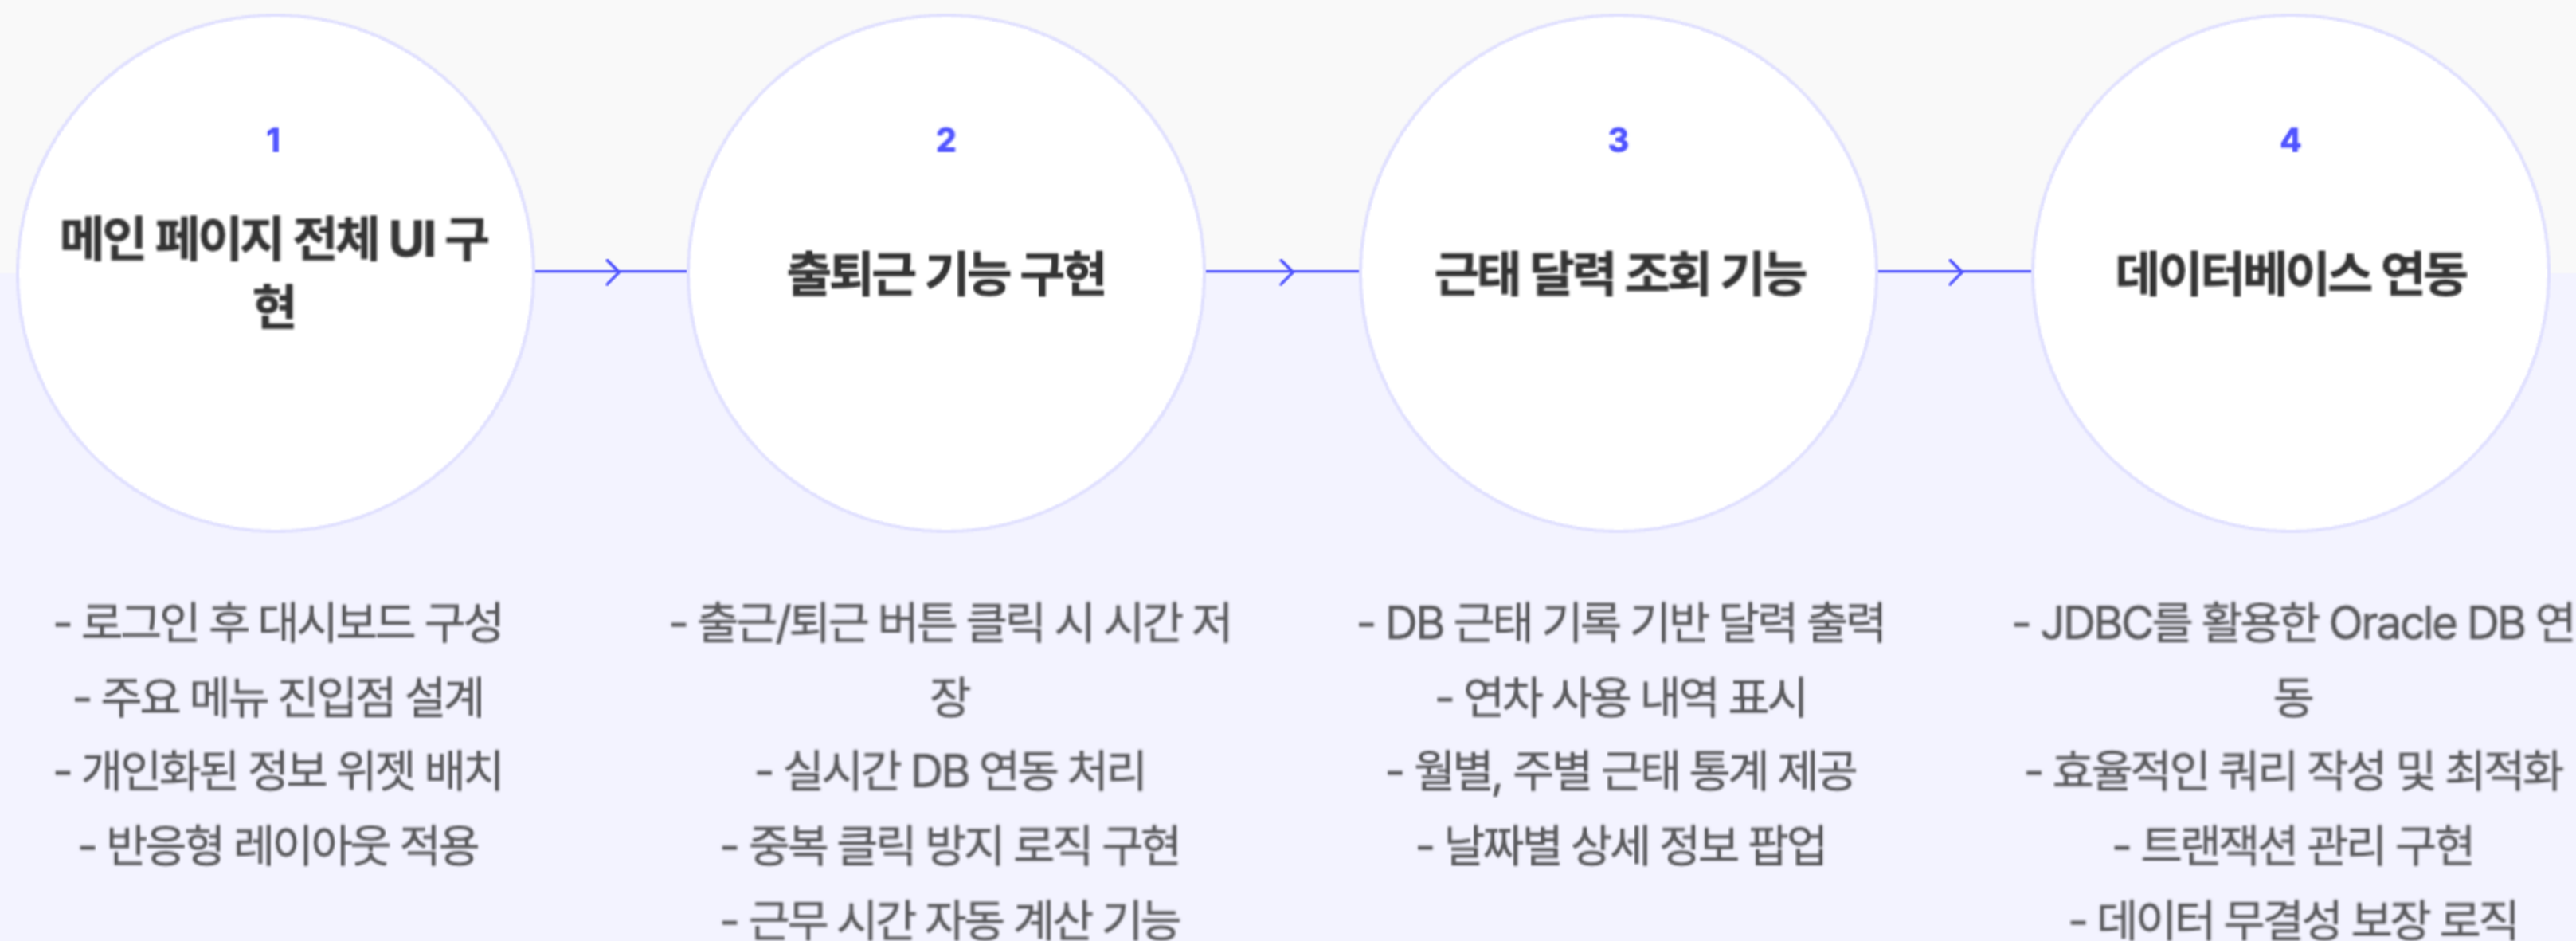 1
메인 페이지 전체 UI 구
현
- 로그인 후 대시보드 구성
- 주요 메뉴 진입점 설계
- 개인화된 정보 위젯 배치
- 반응형 레이아웃 적용
2
출퇴근 기능 구현
- 출근/퇴근 버튼 클릭 시 시간 저
장
- 실시간 DB 연동 처리
- 중복 클릭 방지 로직 구현
- 근무 시간 자동 계산 기능
3
근태 달력 조회 기능
- DB 근태 기록 기반 달력 출력
- 연차 사용 내역 표시
- 월별, 주별 근태 통계 제공
- 날짜별 상세 정보 팝업
4
데이터베이스 연동
- JDBC를 활용한 Oracle DB 연
동
- 효율적인 쿼리 작성 및 최적화
- 트랜잭션 관리 구현
- 데이터 무결성 보장 로직